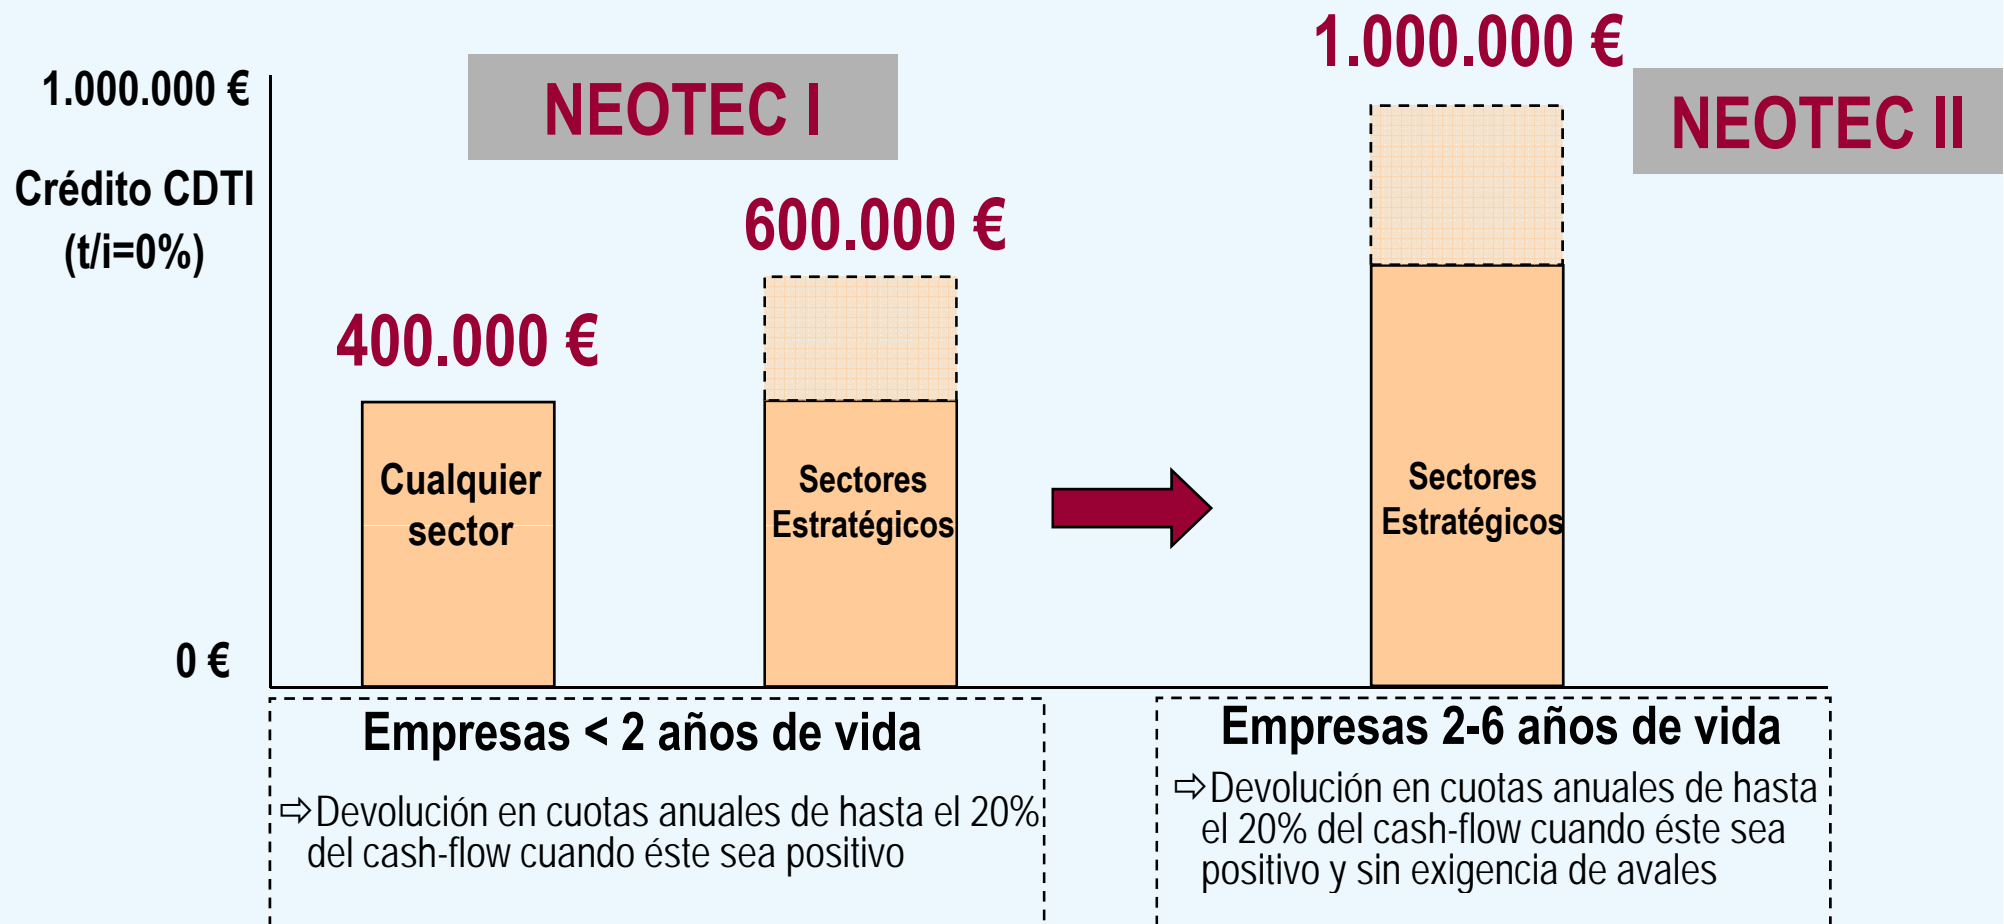 1.000.000 €
Crédito CDTI
(t/i=0%)
0 €
NEOTEC I
400.000 €
600.000 €
Cualquier
sector
Sectores
Estratégicos
1.000.000 €
NEOTEC II
Sectores
Estratégicos
Empresas < 2 años de vida
⇨Devolución en cuotas anuales de hasta el 20%
del cash-flow cuando éste sea positivo
Empresas 2-6 años de vida
⇨Devolución en cuotas anuales de hasta
el 20% del cash-flow cuando éste sea
positivo y sin exigencia de avales